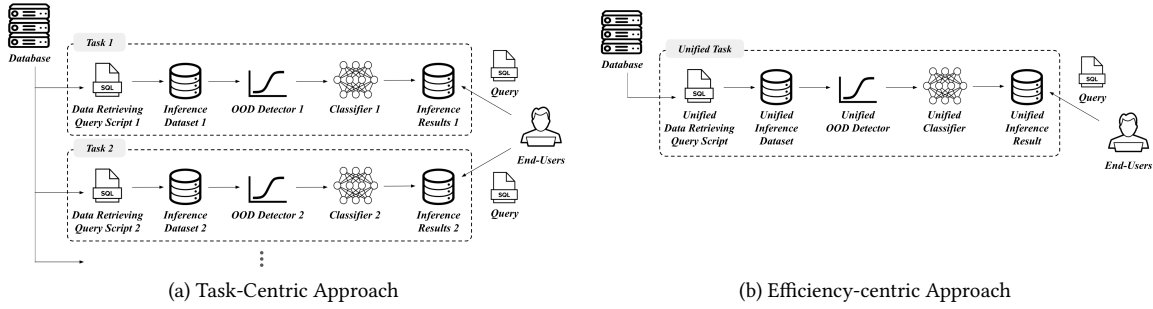 Database
Task 1
SQL
Data Retrieving
Query Script 1
Inference
Dataset 1
OOD Detector 1
Classifier 1
Inference
Results 1
Query
SQL
End-Users
Task 2
SQL
Data Retrieving
Query Script 2
Inference
Dataset 2
OOD Detector 2
Classifier 2
Inference
Results 2
SQL
Query
(a) Task-Centric Approach
Database
Unified Task
SQL
Unified
Data Retrieving
Query Script
Unified
Inference
Dataset
Unified
OOD Detector
Unified
Classifier
Unified
Inference
Result
SQL
Query
End-Users
(b) Efficiency-centric Approach